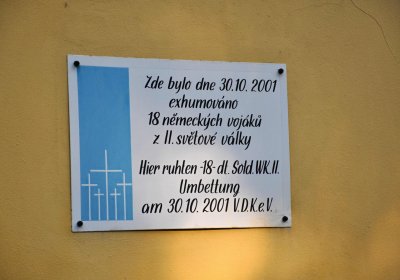 Zde bylo dne 30.10.2001
exhumováno
18 německých vojáků
z II. světové války
Hier ruhten -18- dt. Sold. WK. II.
Umbettung
am 30.10. 2001 V.D.K. e.V.